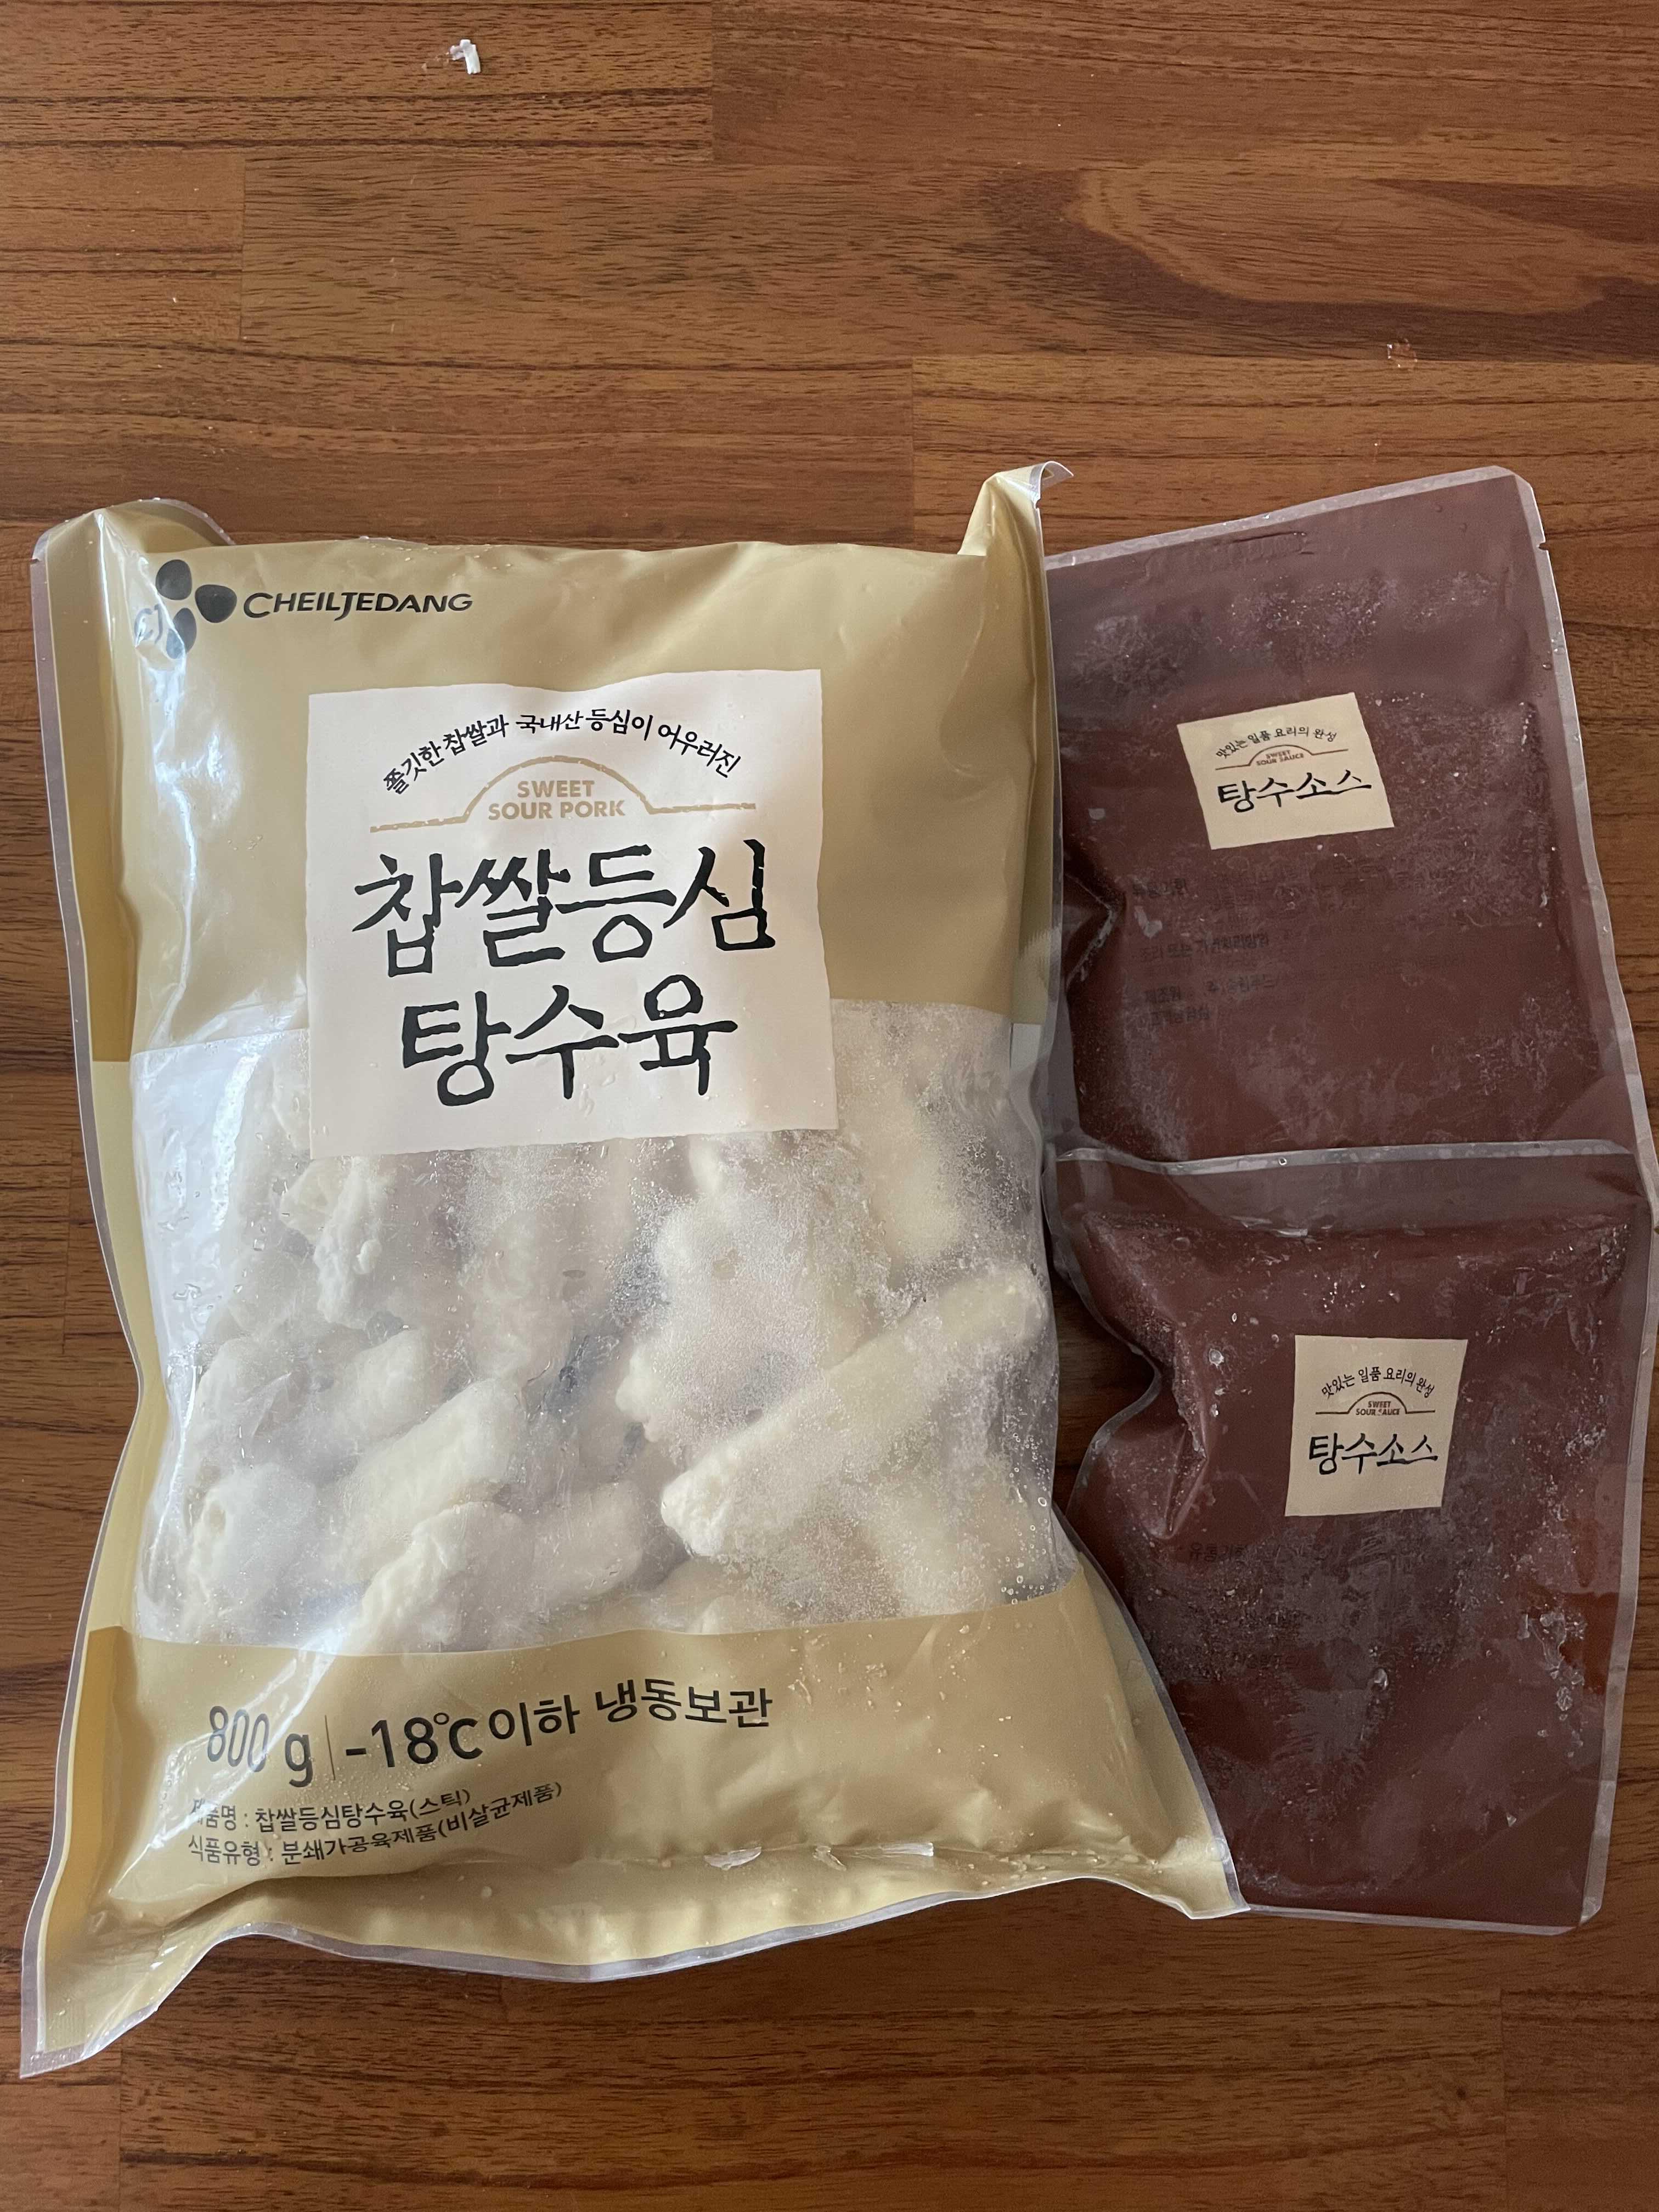 CJ CHEILJEDANG
쫄깃한 찹쌀과 국내산 등심이 어우러진
SWEET
SOUR PORK
찹쌀등심
탕수육
800 g | -18℃ 이하 냉동보관
제품명 : 찹쌀등심탕수육(스틱)
식품유형 : 분쇄가공육제품(비살균제품)
맛있는 일품 요리의 완성
SWEET
SOUR SAUCE
탕수소스
맛있는 일품 요리의 완성
SWEET
SOUR SAUCE
탕수소스